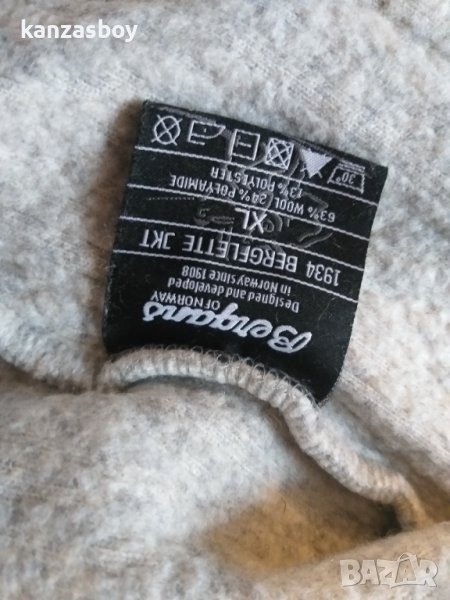 kanzasboy
Bergans
OF NORWAY
Designed and developed
in Norway since 1908
1934 BERGFLETTE JKT
XL
63% WOOL 24% POLYAMIDE
13% POLYESTER
30°
BAZAR